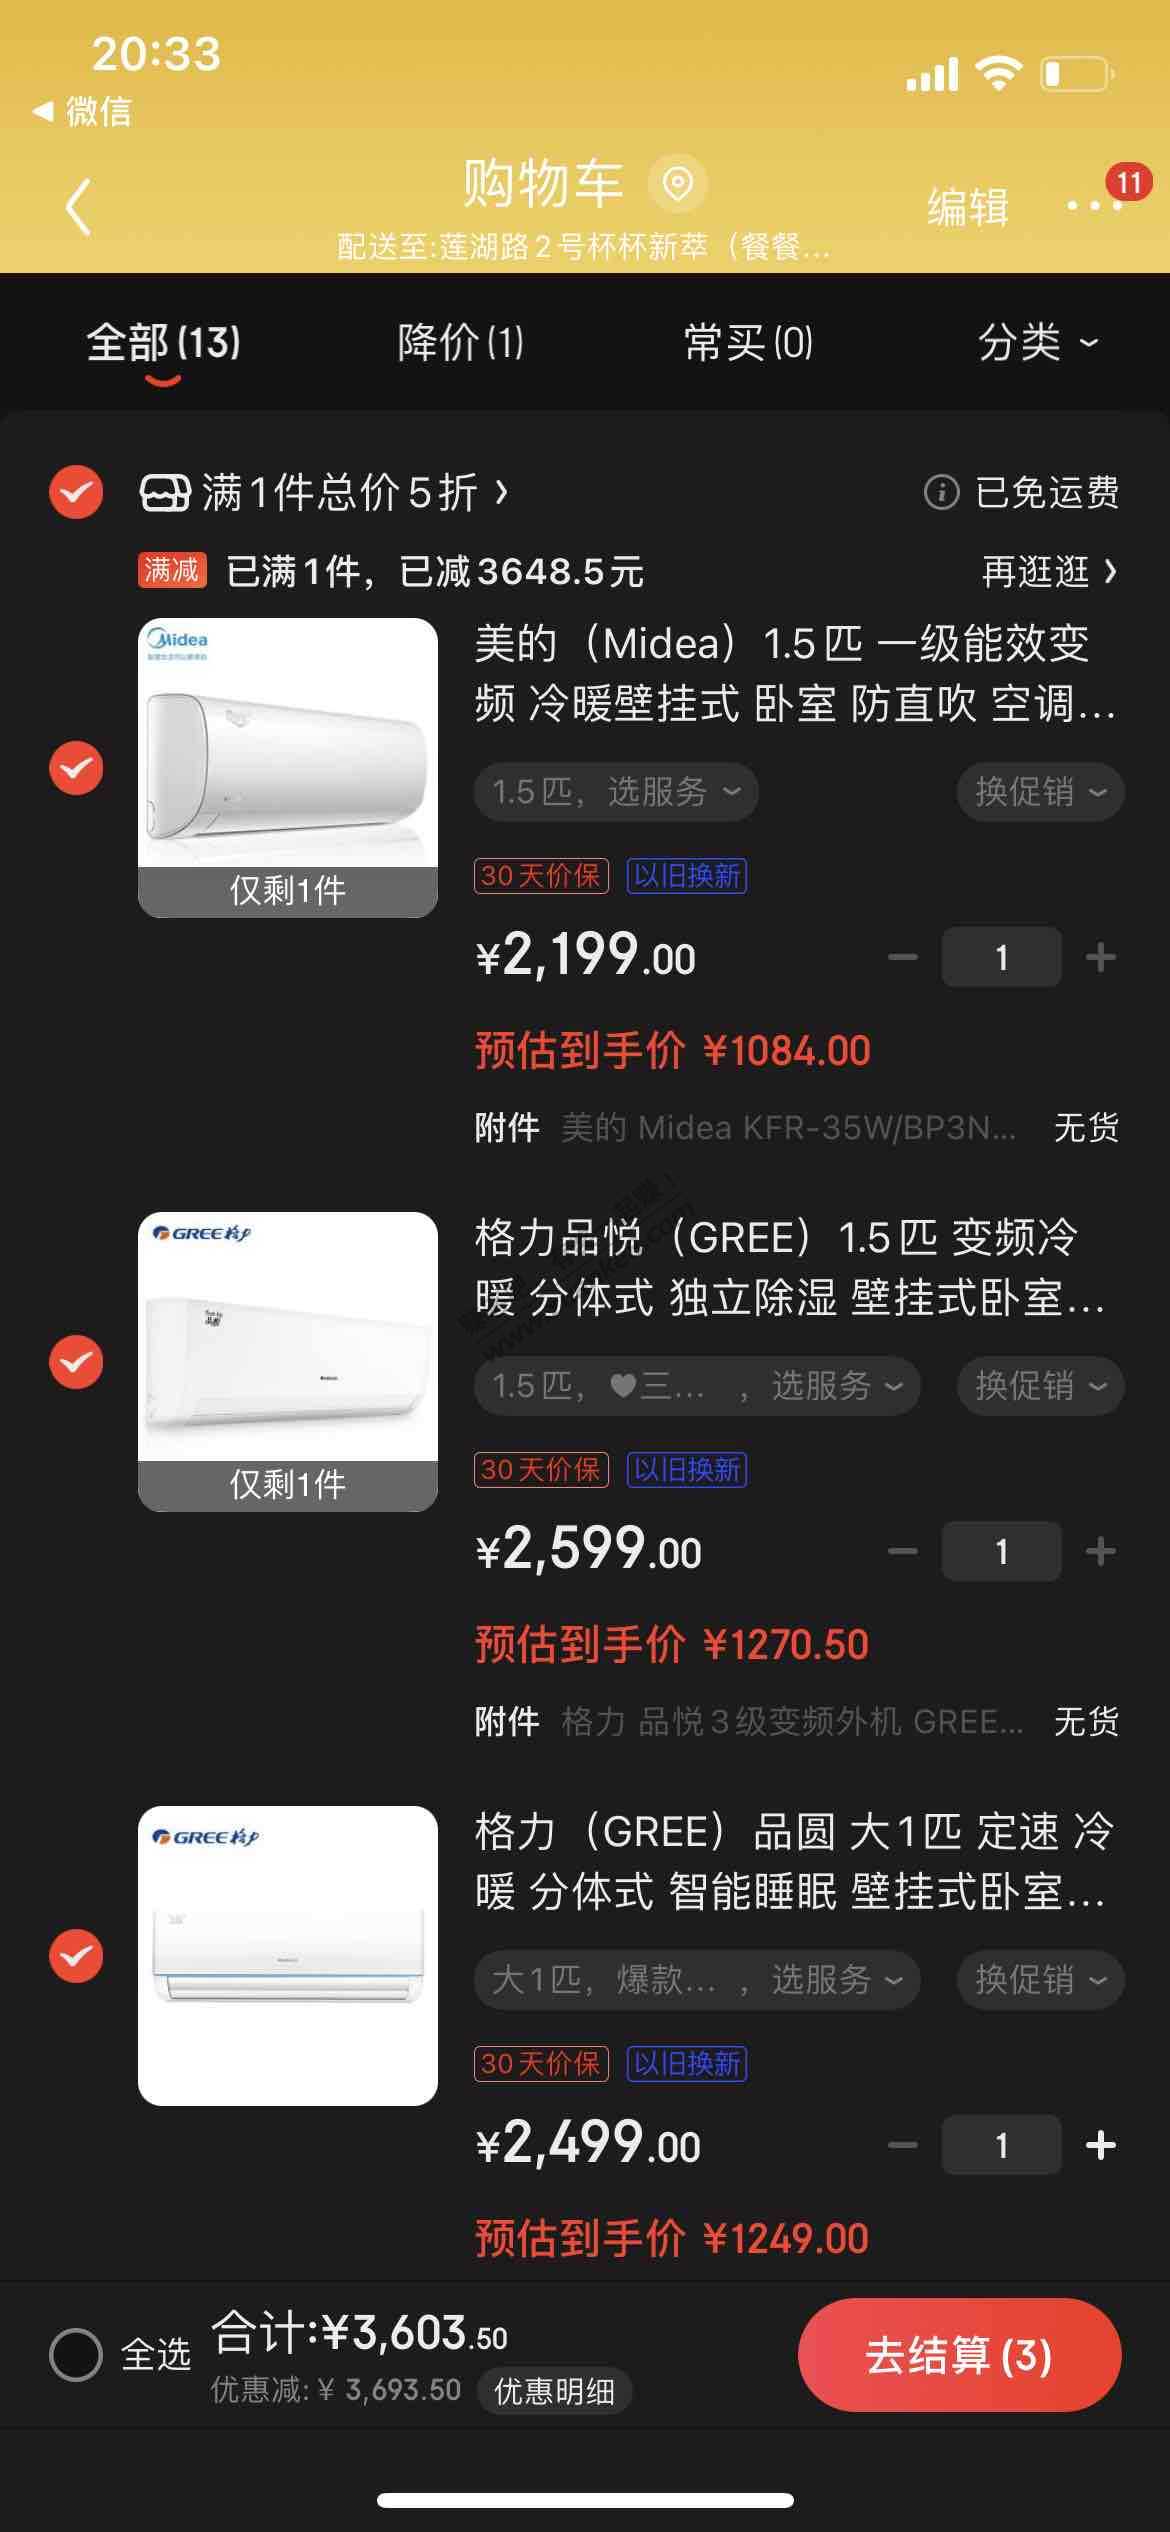 20:33
微信
购物车
编辑
11
配送至:莲湖路2号杯杯新萃（餐餐...
全部(13)
降价(1)
常买(0)
分类
满1件总价5折
已免运费
满减 已满1件，已减3648.5元
再逛逛
Midea
美的（Midea）1.5匹 一级能效变
频 冷暖壁挂式 卧室 防直吹 空调...
1.5匹，选服务
换促销
30天价保
以旧换新
仅剩1件
¥2,199.00
1
预估到手价 ¥1084.00
附件 美的 Midea KFR-35W/BP3N... 无货
GREE格力
格力品悦（GREE）1.5匹 变频冷
暖 分体式 独立除湿 壁挂式卧室...
1.5匹，♥三... ，选服务
换促销
30天价保
以旧换新
仅剩1件
¥2,599.00
1
预估到手价 ¥1270.50
附件 格力 品悦3级变频外机 GREE... 无货
GREE格力
格力（GREE）品圆 大1匹 定速 冷
暖 分体式 智能睡眠 壁挂式卧室...
大1匹，爆款... ，选服务
换促销
30天价保
以旧换新
¥2,499.00
1
预估到手价 ¥1249.00
全选
合计:¥3,603.50
优惠减: ¥ 3,693.50
优惠明细
去结算(3)